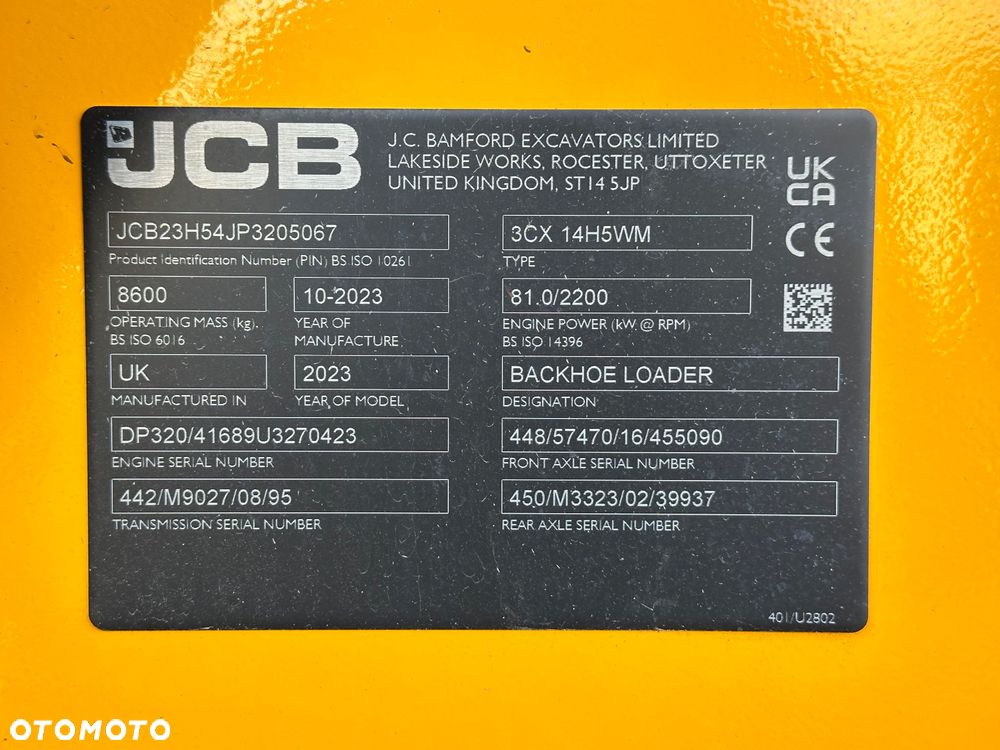 JCB
J.C. BAMFORD EXCAVATORS LIMITED
LAKESIDE WORKS, ROCESTER, UTTOXETER
UNITED KINGDOM, ST14 5JP
UK
CA
CE
JCB23H54JP3205067
Product Identification Number (PIN) BS ISO 10261
3CX 14H5WM
TYPE
8600
OPERATING MASS (kg).
BS ISO 6016
10-2023
YEAR OF
MANUFACTURE
81.0/2200
ENGINE POWER (kW @ RPM)
BS ISO 14396
UK
MANUFACTURED IN
2023
YEAR OF MODEL
BACKHOE LOADER
DESIGNATION
DP320/41689U3270423
ENGINE SERIAL NUMBER
448/57470/16/455090
FRONT AXLE SERIAL NUMBER
442/M9027/08/95
TRANSMISSION SERIAL NUMBER
450/M3323/02/39937
REAR AXLE SERIAL NUMBER
401/U2802
OTOMOTO